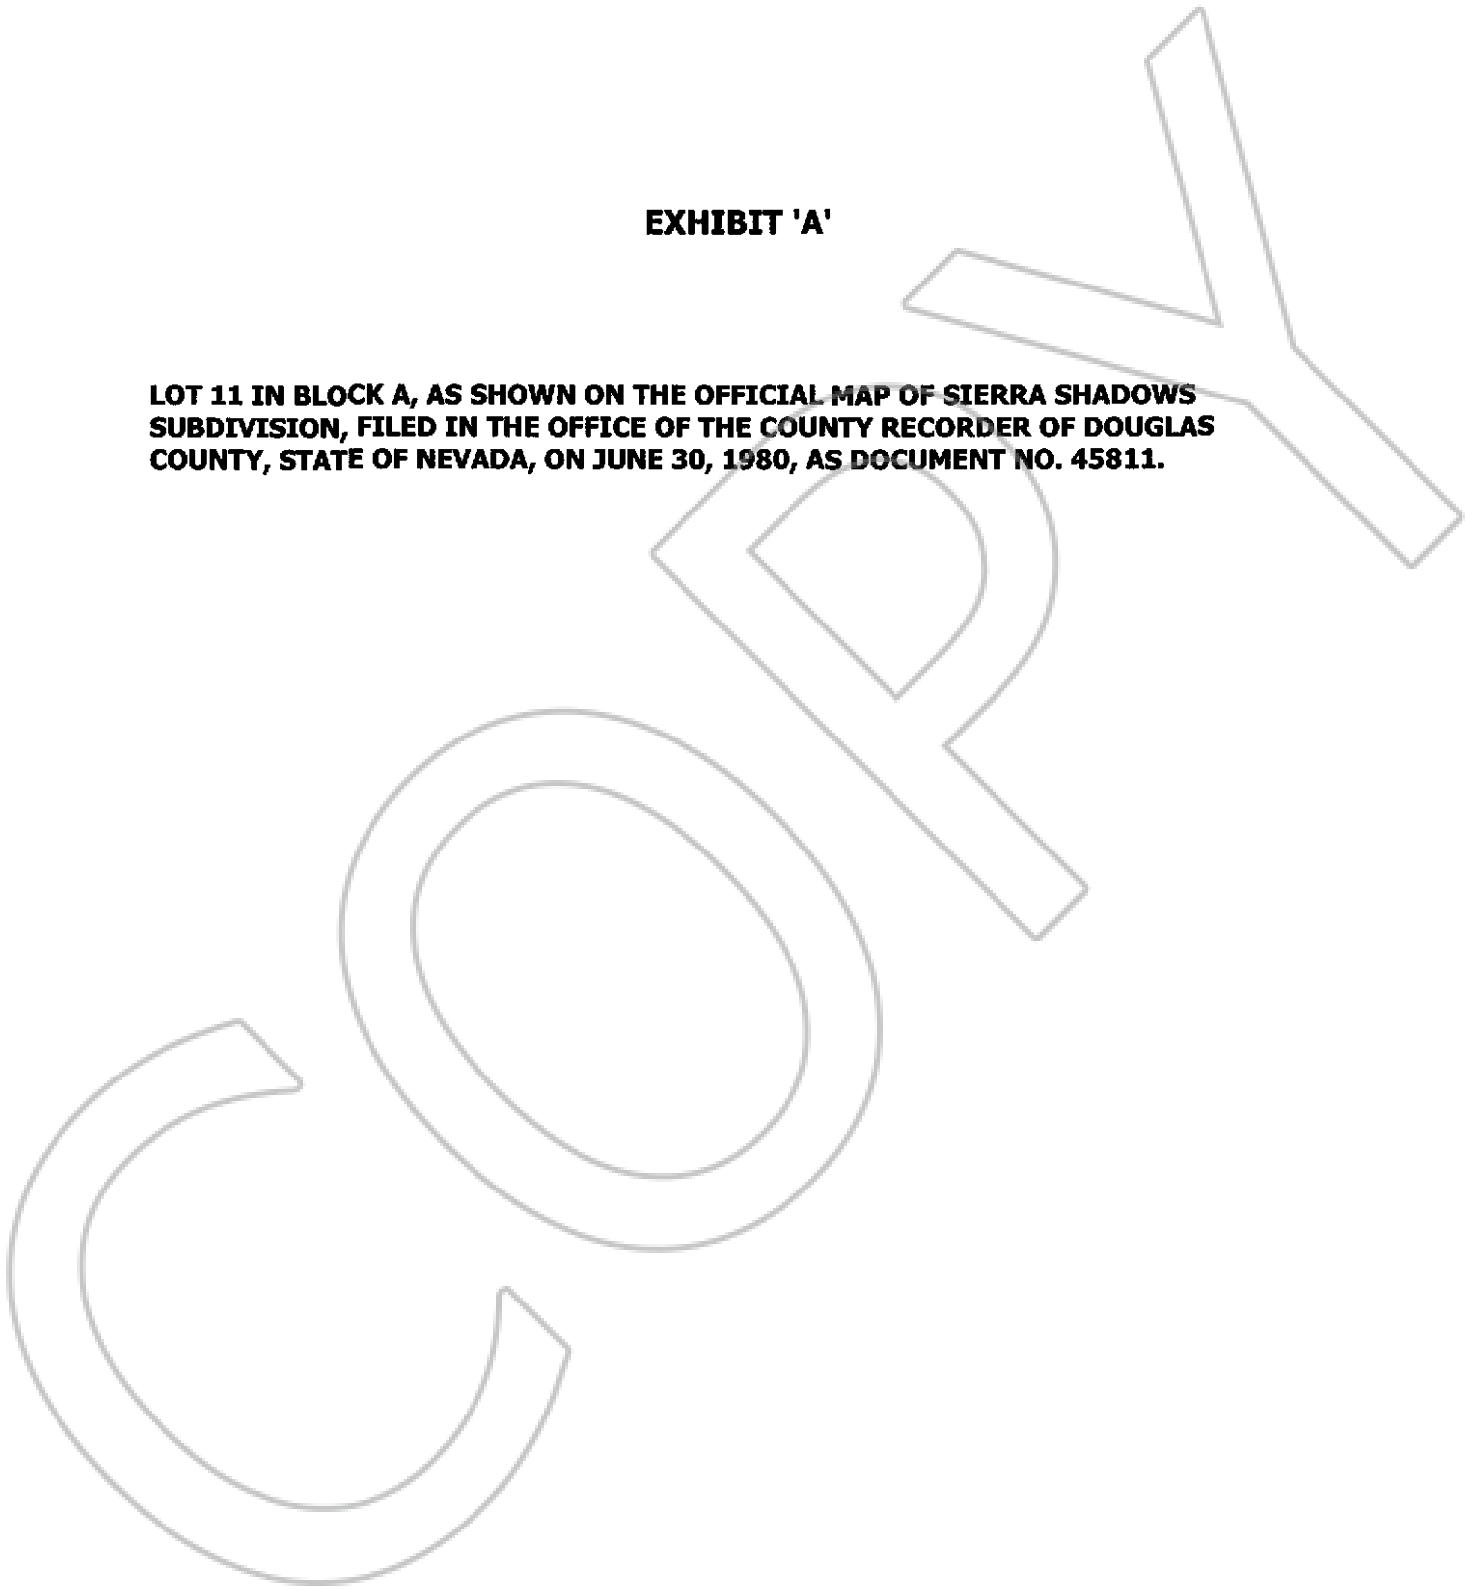 EXHIBIT 'A'
LOT 11 IN BLOCK A, AS SHOWN ON THE OFFICIAL MAP OF SIERRA SHADOWS
SUBDIVISION, FILED IN THE OFFICE OF THE COUNTY RECORDER OF DOUGLAS
COUNTY, STATE OF NEVADA, ON JUNE 30, 1980, AS DOCUMENT NO. 45811.
COPY